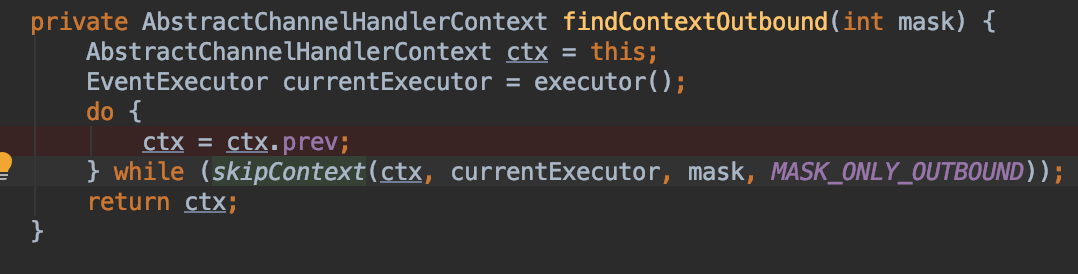 private AbstractChannelHandlerContext findContextOutbound(int mask) {
    AbstractChannelHandlerContext ctx = this;
    EventExecutor currentExecutor = executor();
    do {
        ctx = ctx.prev;
    } while (skipContext(ctx, currentExecutor, mask, MASK_ONLY_OUTBOUND));
    return ctx;
}